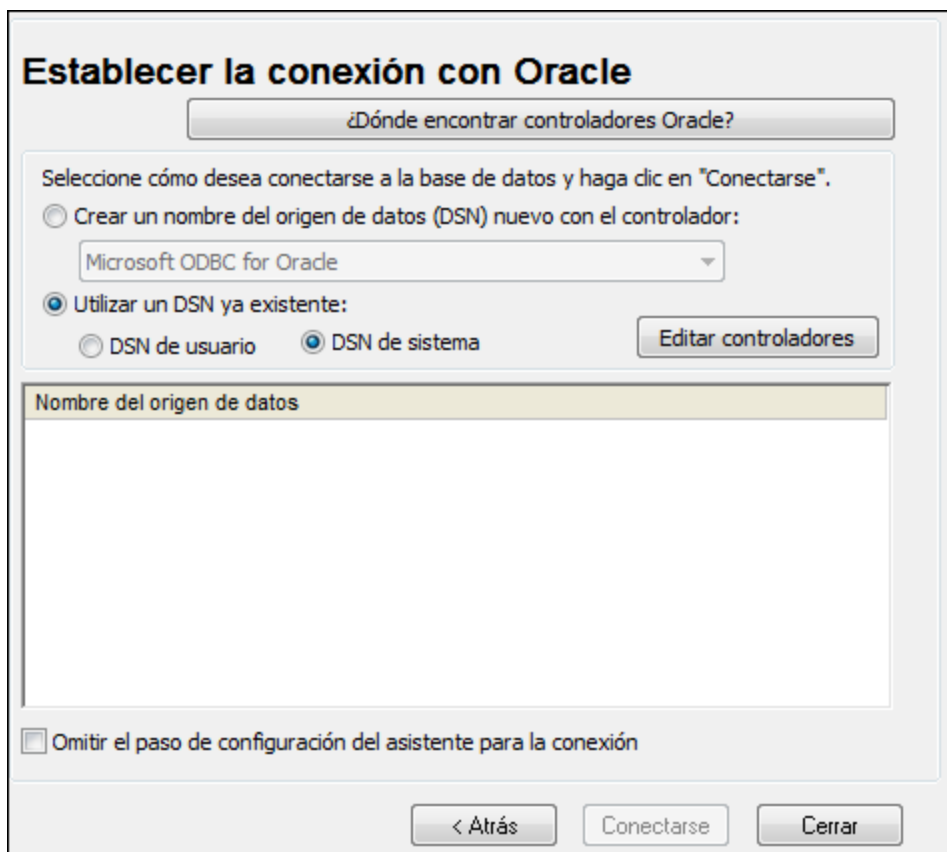 Establecer la conexión con Oracle
¿Dónde encontrar controladores Oracle?
Seleccione cómo desea conectarse a la base de datos y haga clic en "Conectarse".
Crear un nombre del origen de datos (DSN) nuevo con el controlador:
Microsoft ODBC for Oracle
Utilizar un DSN ya existente:
DSN de usuario DSN de sistema Editar controladores
Nombre del origen de datos
Omitir el paso de configuración del asistente para la conexión
< Atrás Conectarse Cerrar